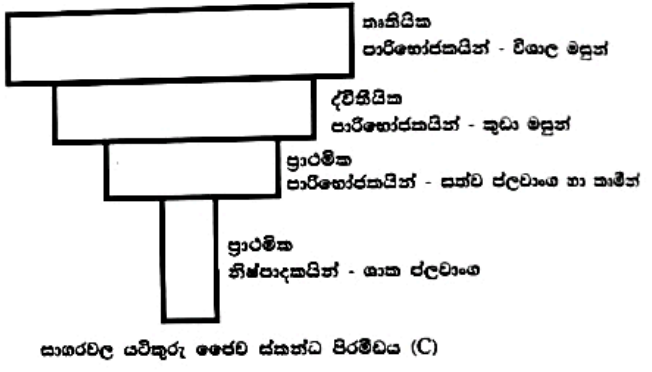 තෘතියික
පාරිභෝජකයින් - විශාල මසුන්
ද්විතීයික
පාරිභෝජකයින් - කුඩා මසුන්
ප්‍රාථමික
පාරිභෝජකයින් - සත්ව ප්ලවාංග හා කෘමීන්
ප්‍රාථමික
නිෂ්පාදකයින් - ශාක ප්ලවාංග
සාගරවල යටිකුරු ජෛව ස්කන්ධ පිරමීඩය (C)